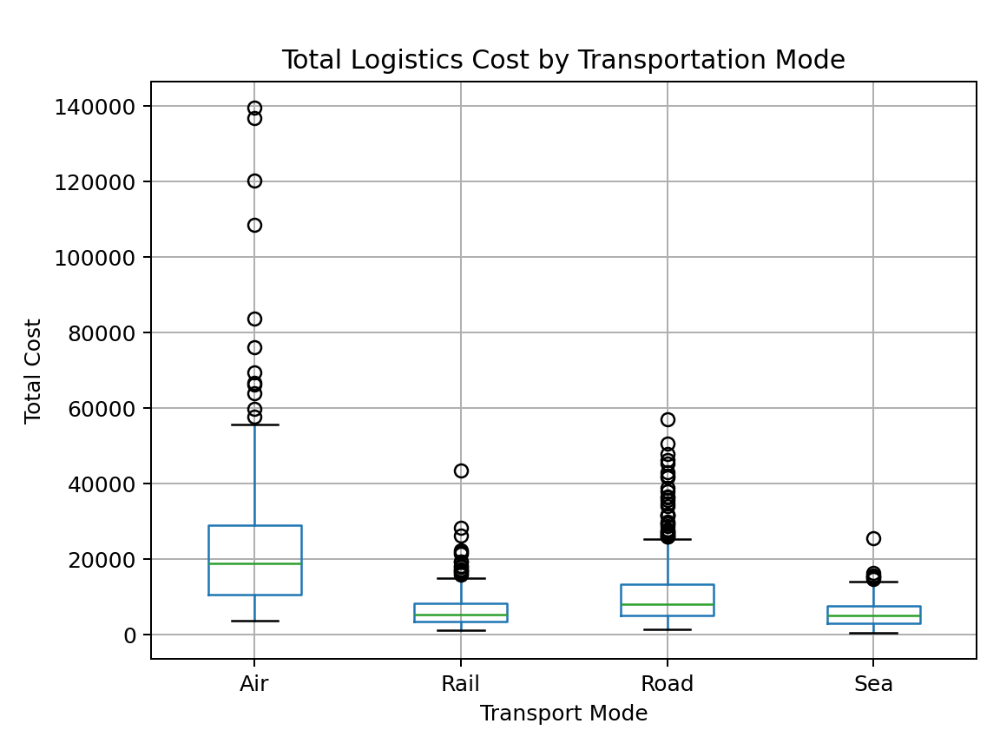 Total Logistics Cost by Transportation Mode
140000
120000
100000
80000
60000
40000
20000
0
Total Cost
Air Rail Road Sea
Transport Mode